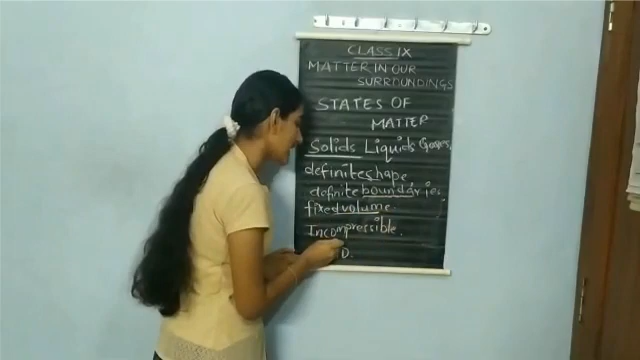 CLASS IX
MATTER IN OUR
SURROUNDINGS
STATES OF
MATTER
Solids Liquids Gases,
definite shape
definite boundaries
fixed volume.
Incompressible.
D.